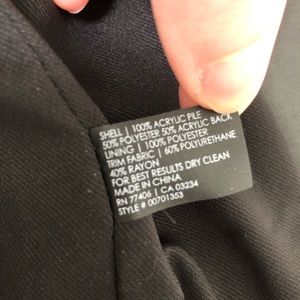 SHELL | 100% ACRYLIC PILE
50% POLYESTER 50% ACRYLIC BACK
LINING | 100% POLYESTER
TRIM FABRIC | 60% POLYURETHANE
40% RAYON
FOR BEST RESULTS DRY CLEAN
MADE IN CHINA
RN 77406 | CA 03234
STYLE # 00701353